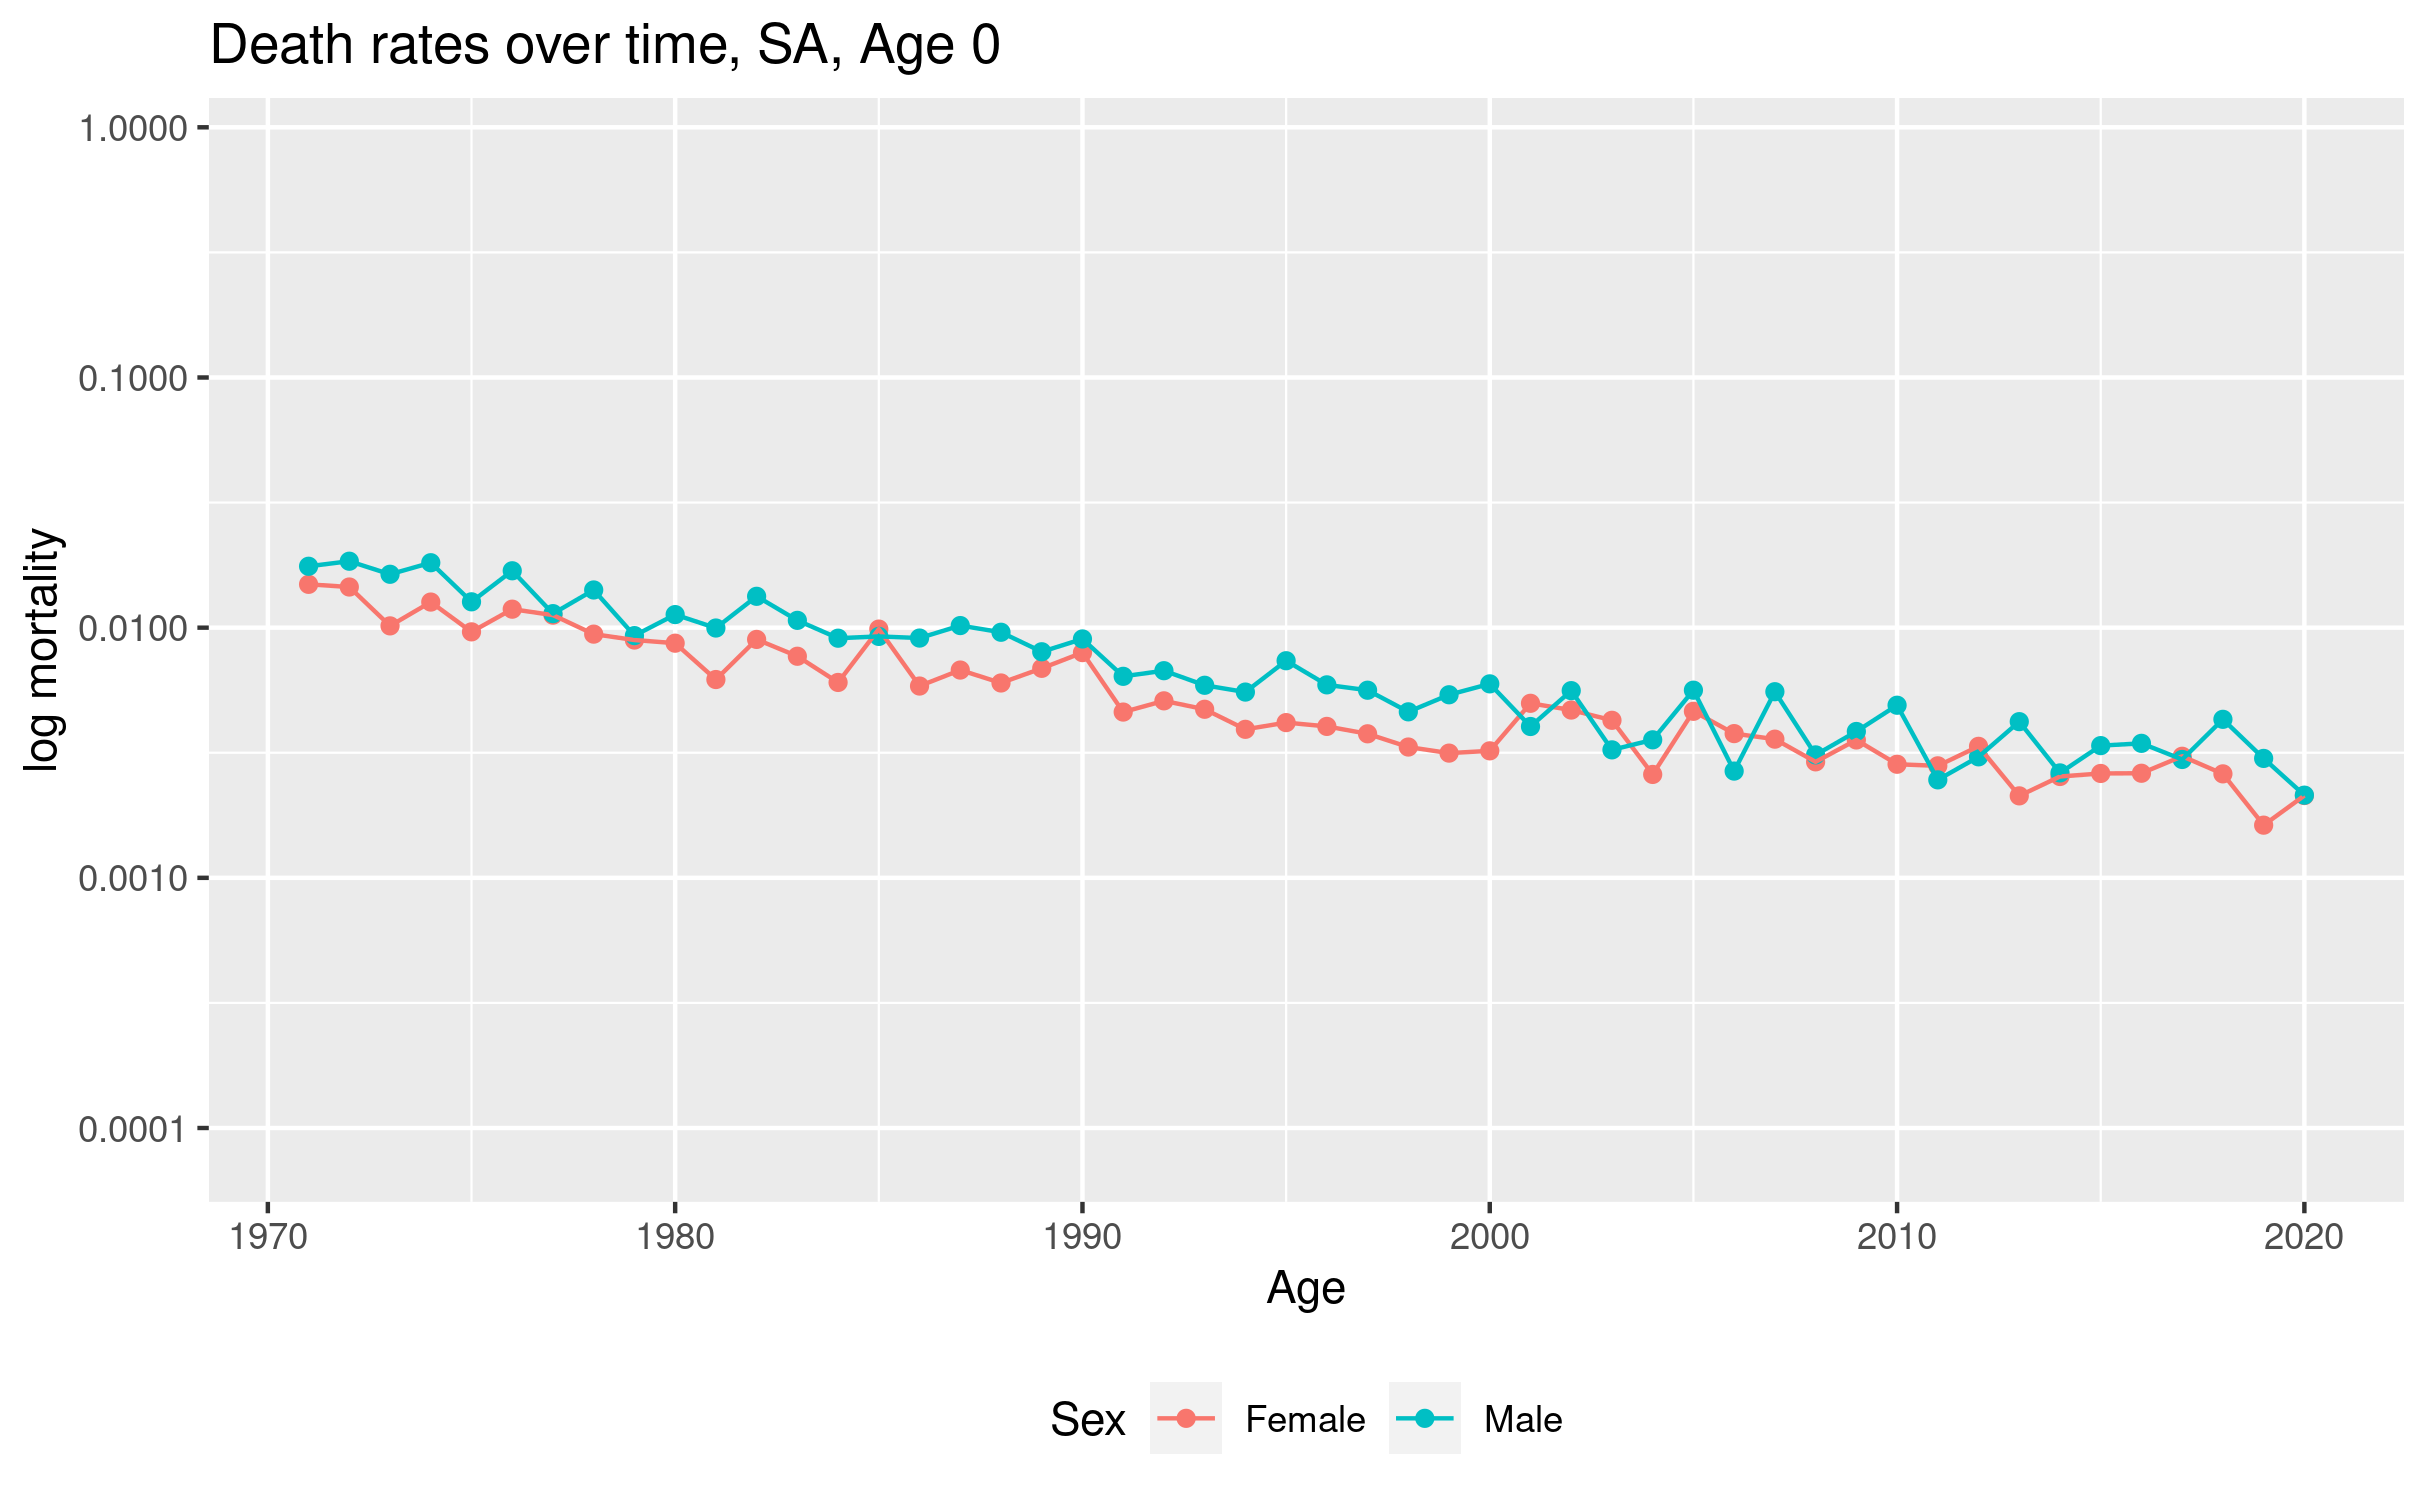 Death rates over time, SA, Age 0
log mortality
1.0000
0.1000
0.0100
0.0010
0.0001
1970 1980 1990 2000 2010 2020
Age
Sex Female Male